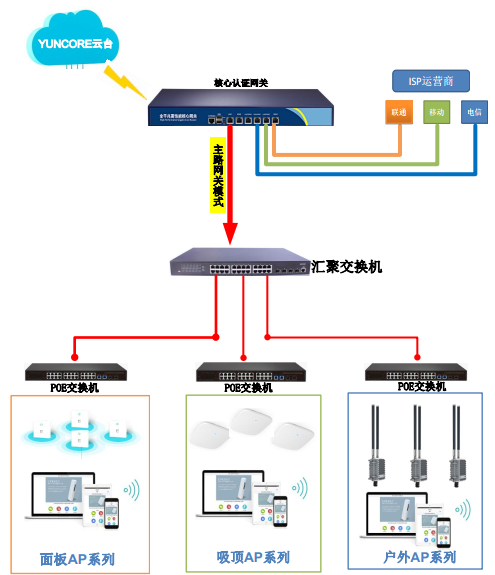 YUNCORE云台
核心认证网关
ISP运营商
联通
移动
电信
主路网关模式
汇聚交换机
POE交换机
POE交换机
POE交换机
面板AP系列
吸顶AP系列
户外AP系列